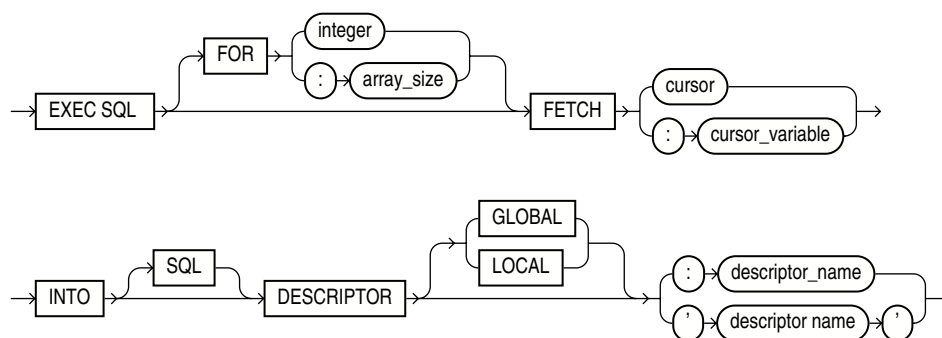 integer
FOR
: array_size
EXEC SQL FETCH cursor
: cursor_variable
GLOBAL
SQL LOCAL
INTO DESCRIPTOR : descriptor_name
' descriptor name '